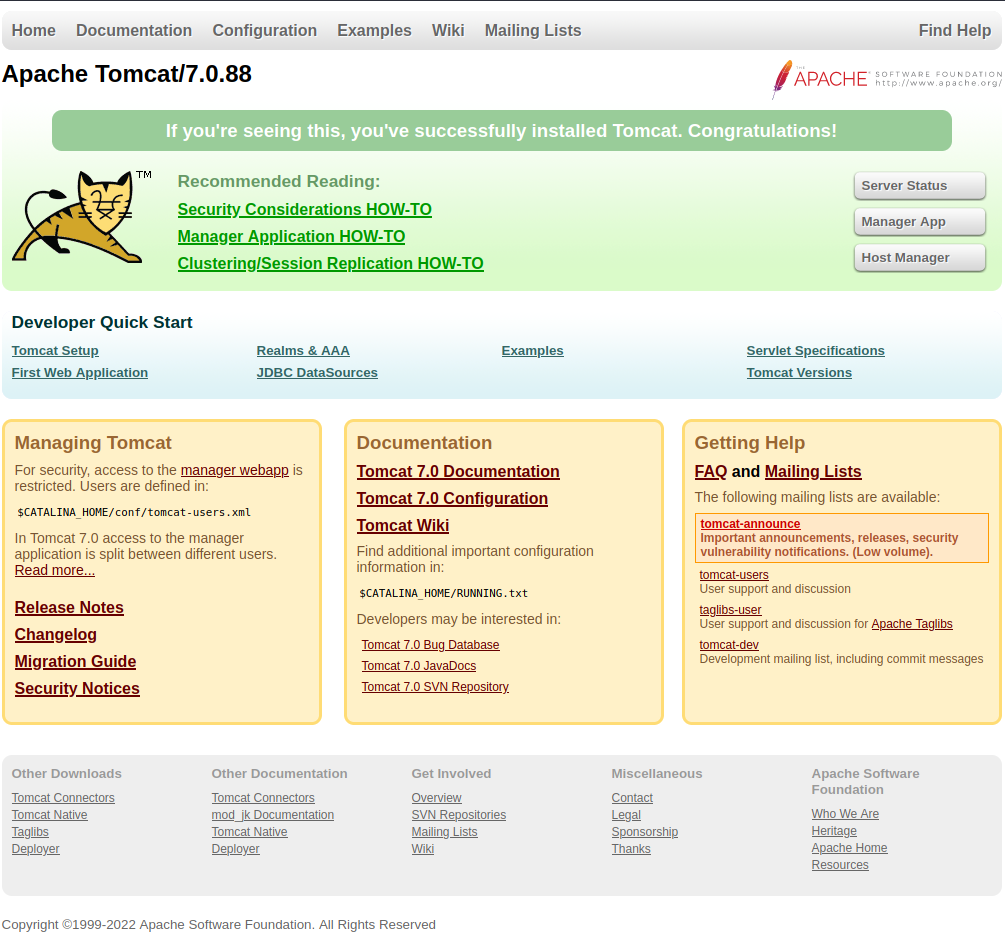 Home Documentation Configuration Examples Wiki Mailing Lists Find Help
Apache Tomcat/7.0.88
THE APACHE SOFTWARE FOUNDATION
http://www.apache.org/
If you're seeing this, you've successfully installed Tomcat. Congratulations!
TM
Recommended Reading:
Security Considerations HOW-TO
Manager Application HOW-TO
Clustering/Session Replication HOW-TO
Server Status
Manager App
Host Manager
Developer Quick Start
Tomcat Setup
First Web Application
Realms & AAA
JDBC DataSources
Examples
Servlet Specifications
Tomcat Versions
Managing Tomcat
For security, access to the manager webapp is
restricted. Users are defined in:
$CATALINA_HOME/conf/tomcat-users.xml
In Tomcat 7.0 access to the manager
application is split between different users.
Read more...
Release Notes
Changelog
Migration Guide
Security Notices
Documentation
Tomcat 7.0 Documentation
Tomcat 7.0 Configuration
Tomcat Wiki
Find additional important configuration
information in:
$CATALINA_HOME/RUNNING.txt
Developers may be interested in:
Tomcat 7.0 Bug Database
Tomcat 7.0 JavaDocs
Tomcat 7.0 SVN Repository
Getting Help
FAQ and Mailing Lists
The following mailing lists are available:
tomcat-announce
Important announcements, releases, security
vulnerability notifications. (Low volume).
tomcat-users
User support and discussion
taglibs-user
User support and discussion for Apache Taglibs
tomcat-dev
Development mailing list, including commit messages
Other Downloads
Tomcat Connectors
Tomcat Native
Taglibs
Deployer
Other Documentation
Tomcat Connectors
mod_jk Documentation
Tomcat Native
Deployer
Get Involved
Overview
SVN Repositories
Mailing Lists
Wiki
Miscellaneous
Contact
Legal
Sponsorship
Thanks
Apache Software
Foundation
Who We Are
Heritage
Apache Home
Resources
Copyright ©1999-2022 Apache Software Foundation. All Rights Reserved